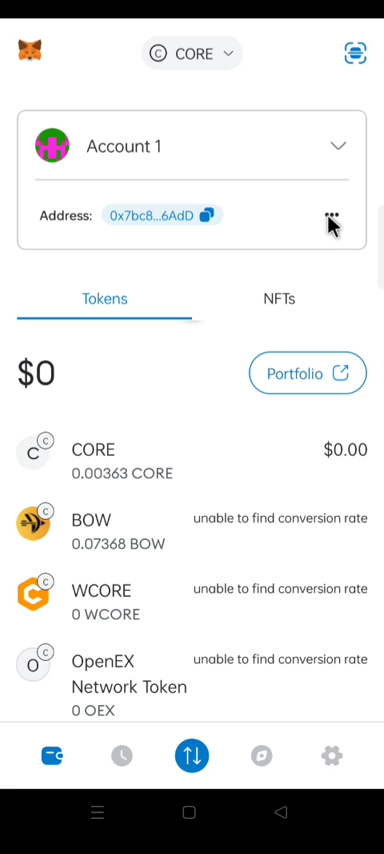 CORE
Account 1
Address: 0x7bc8...6AdD
Tokens NFTs
$0 Portfolio
C C
CORE $0.00
0.00363 CORE
C
BOW unable to find conversion rate
0.07368 BOW
C
WCORE unable to find conversion rate
0 WCORE
O C
OpenEX unable to find conversion rate
Network Token
0 OEX